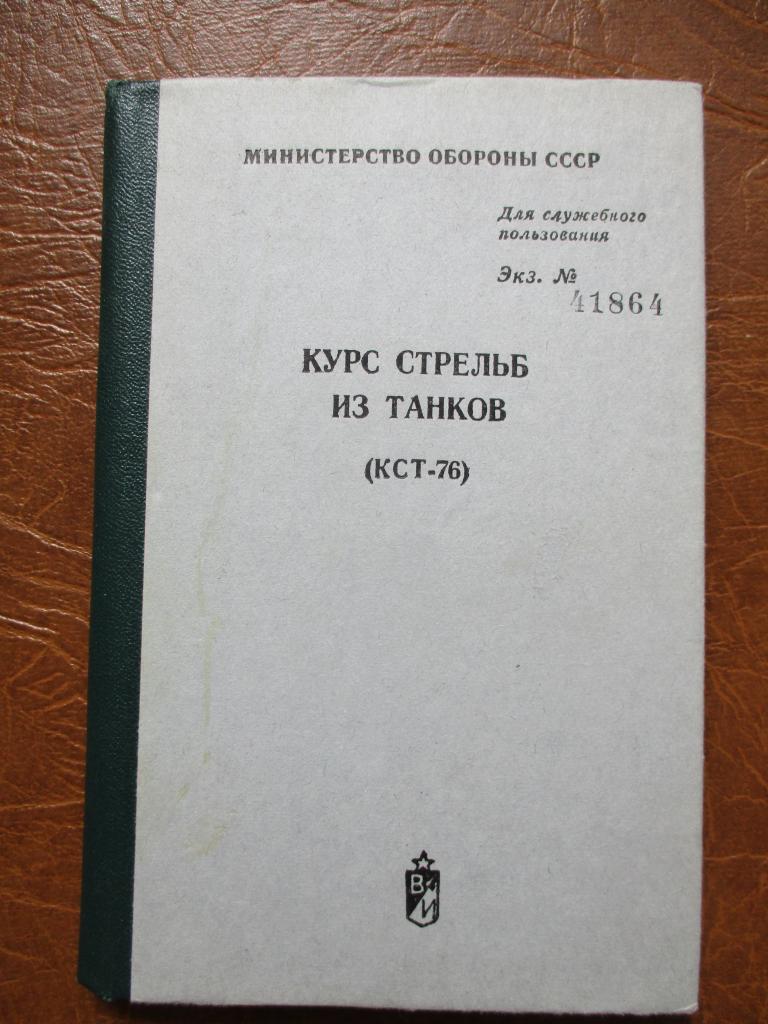 МИНИСТЕРСТВО ОБОРОНЫ СССР
Для служебного
пользования
Экз. №
41864
КУРС СТРЕЛЬБ
ИЗ ТАНКОВ
(КСТ-76)
В
И